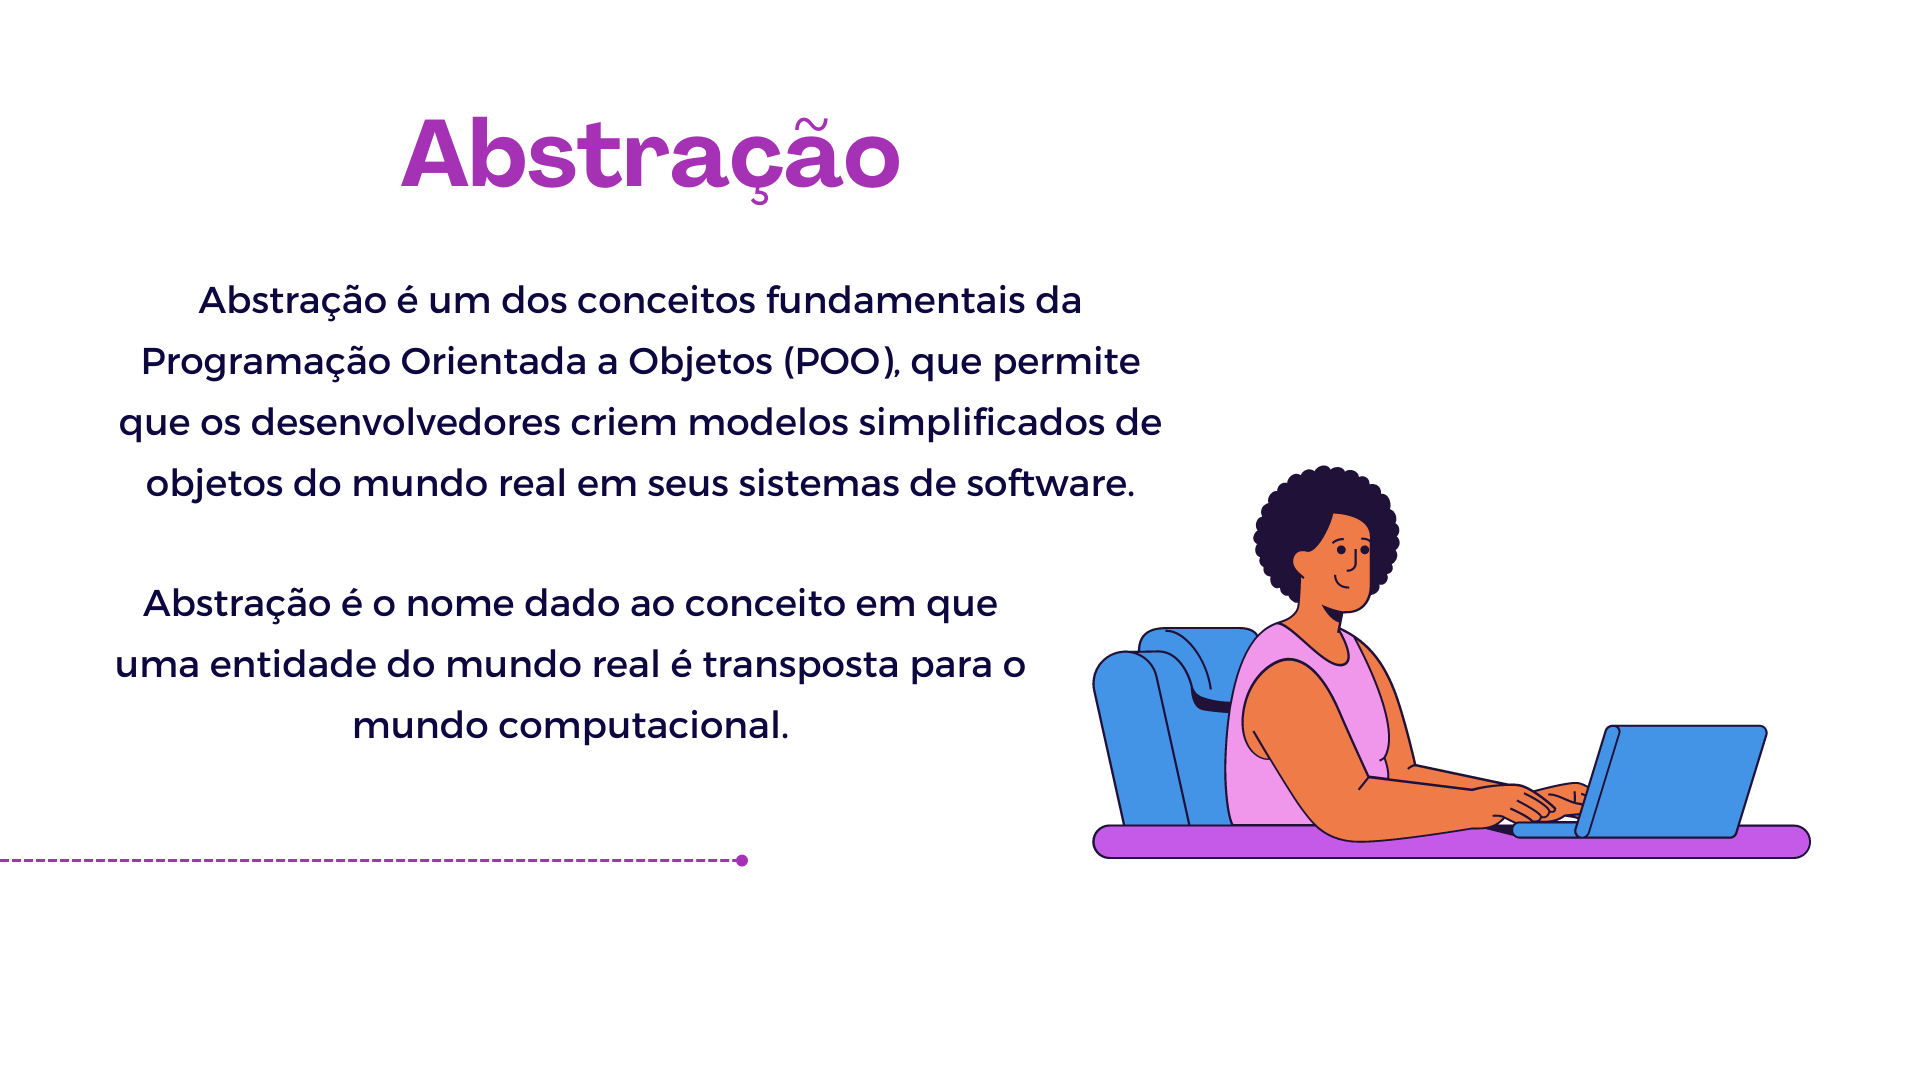 Abstração
Abstração é um dos conceitos fundamentais da
Programação Orientada a Objetos (POO), que permite
que os desenvolvedores criem modelos simplificados de
objetos do mundo real em seus sistemas de software.
Abstração é o nome dado ao conceito em que
uma entidade do mundo real é transposta para o
mundo computacional.